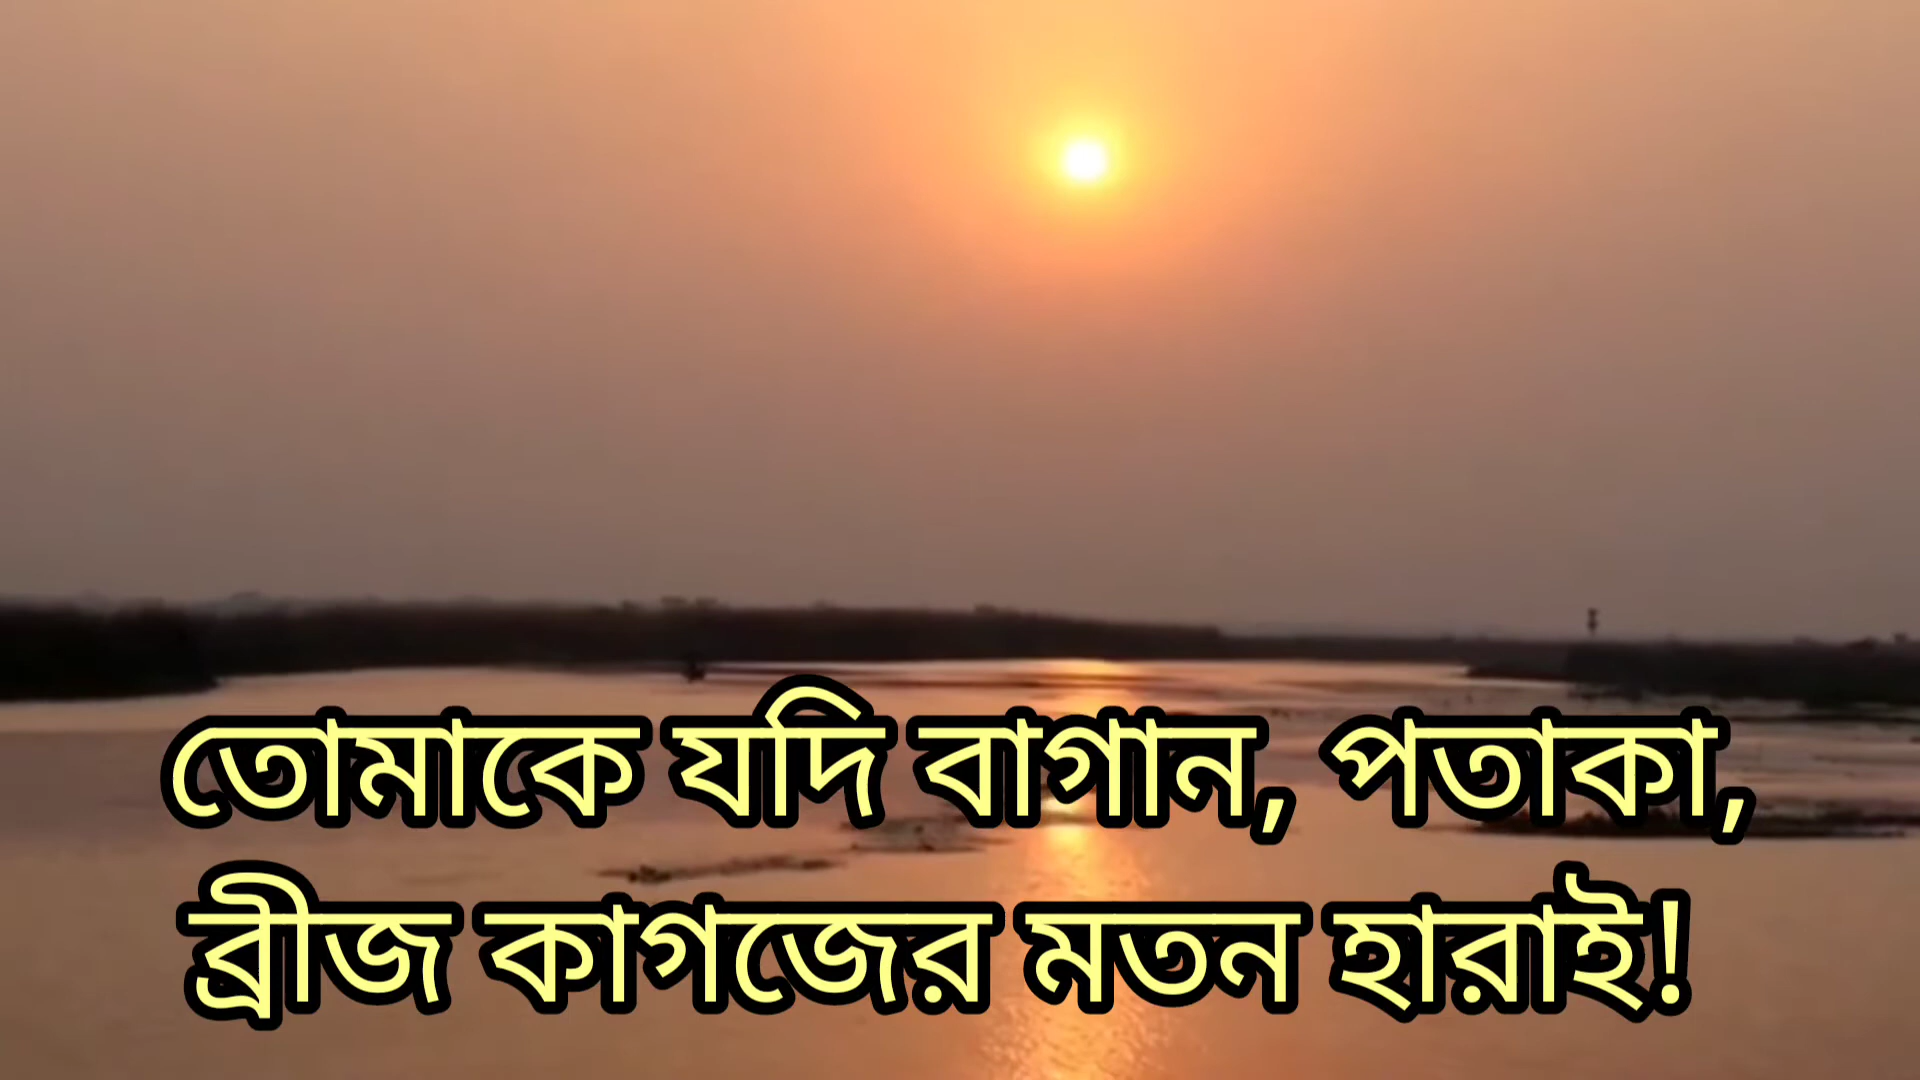 তোমাকে যদি বাগান, পতাকা,
ব্রীজ কাগজের মতন হারাই!